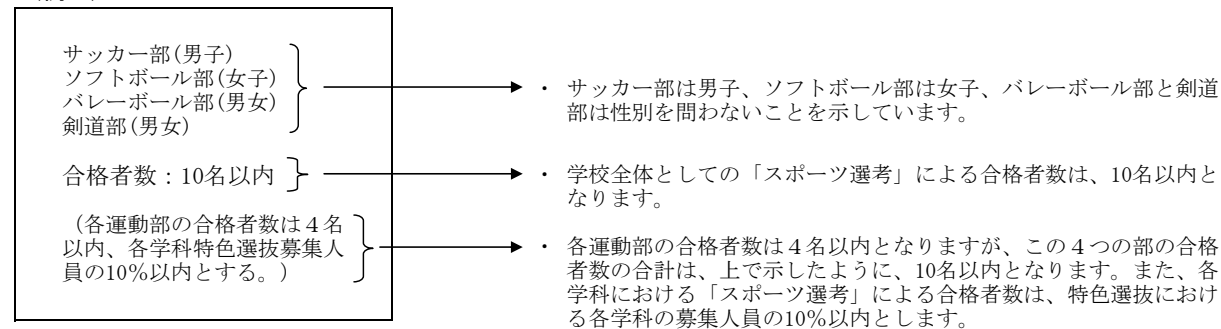 サッカー部(男子)
ソフトボール部(女子)
バレーボール部(男女)
剣道部(男女)
合格者数：10名以内
（各運動部の合格者数は４名
以内、各学科特色選抜募集人
員の10％以内とする。）
・ サッカー部は男子、ソフトボール部は女子、バレーボール部と剣道
部は性別を問わないことを示しています。
・ 学校全体としての「スポーツ選考」による合格者数は、10名以内と
なります。
・ 各運動部の合格者数は４名以内となりますが、この４つの部の合格
者数の合計は、上で示したように、10名以内となります。また、各
学科における「スポーツ選考」による合格者数は、特色選抜におけ
る各学科の募集人員の10％以内とします。